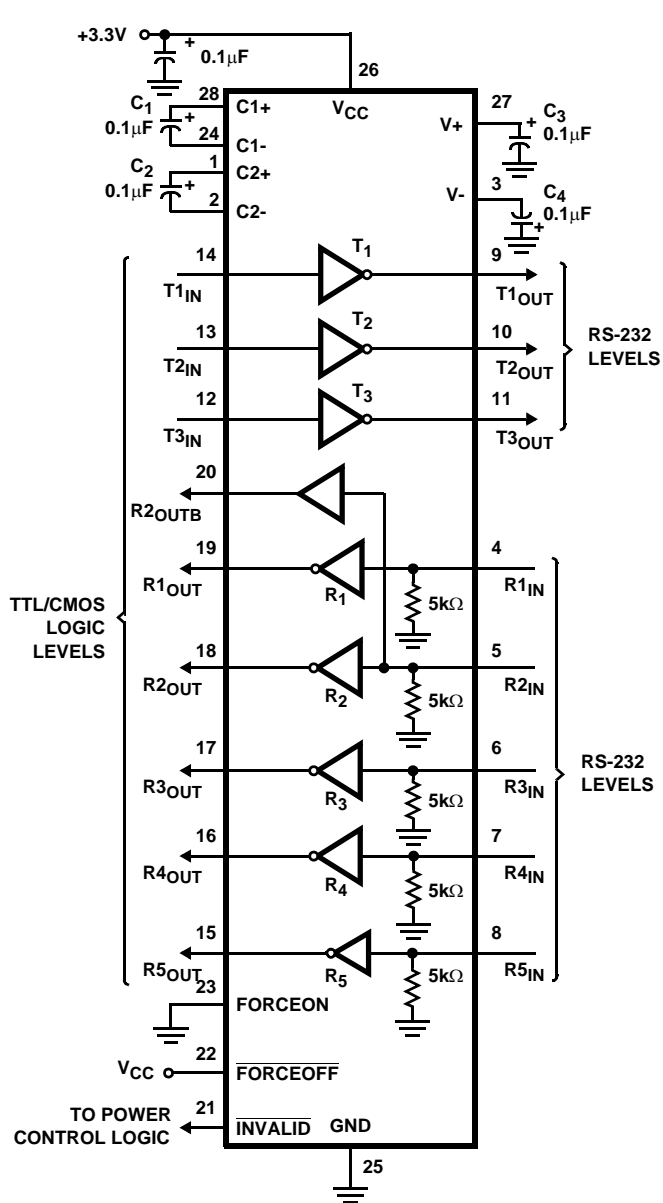 +3.3V
+
0.1μF
26
28
C1+
VCC
27
C1
0.1μF
+
V+
+
C3
0.1μF
24
C1-
C2
0.1μF
+
1
C2+
V-
3
C4
0.1μF
+
2
C2-
14
T1
9
T1IN
T1OUT
13
T2
10
RS-232
LEVELS
T2IN
T2OUT
12
T3
11
T3IN
T3OUT
20
R2OUTB
19
4
R1OUT
R1
5kΩ
R1IN
TTL/CMOS
LOGIC
LEVELS
18
5
R2OUT
R2
5kΩ
R2IN
17
6
RS-232
LEVELS
R3OUT
R3
5kΩ
R3IN
16
7
R4OUT
R4
5kΩ
R4IN
15
8
R5OUT
R5
5kΩ
R5IN
23
FORCEON
22
VCC
FORCEOFF
21
TO POWER
CONTROL LOGIC
INVALID
GND
25